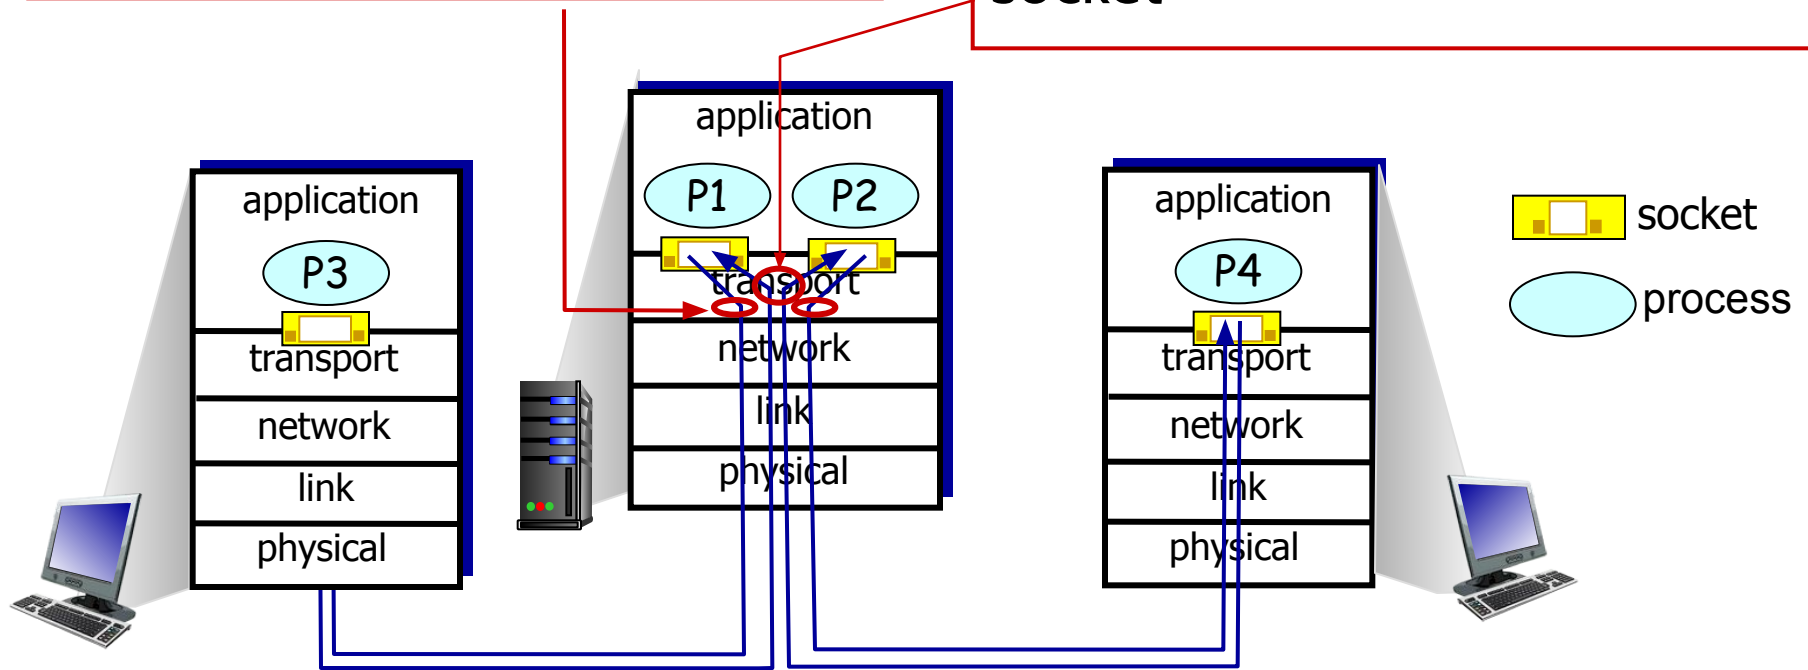 socket
application
P1 P2
transport
network
link
physical
application
P3
transport
network
link
physical
application
P4
transport
network
link
physical
socket
process